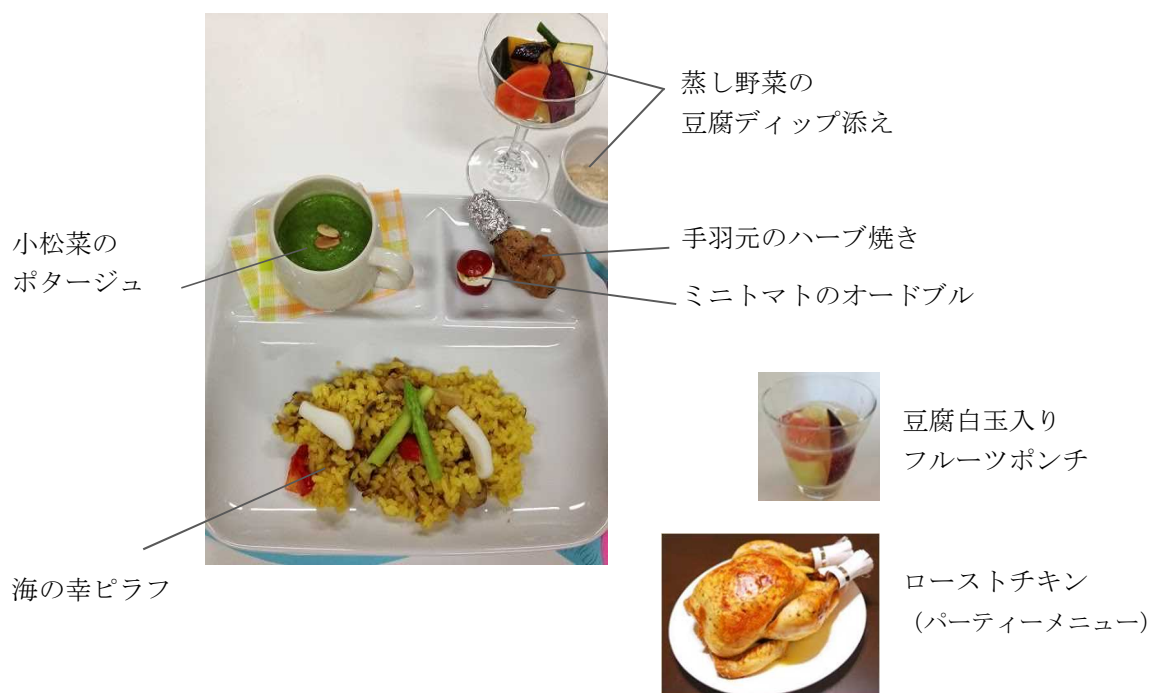 蒸し野菜の
豆腐ディップ添え
小松菜の
ポタージュ
手羽元のハーブ焼き
ミニトマトのオードブル
豆腐白玉入り
フルーツポンチ
海の幸ピラフ
ローストチキン
（パーティーメニュー）